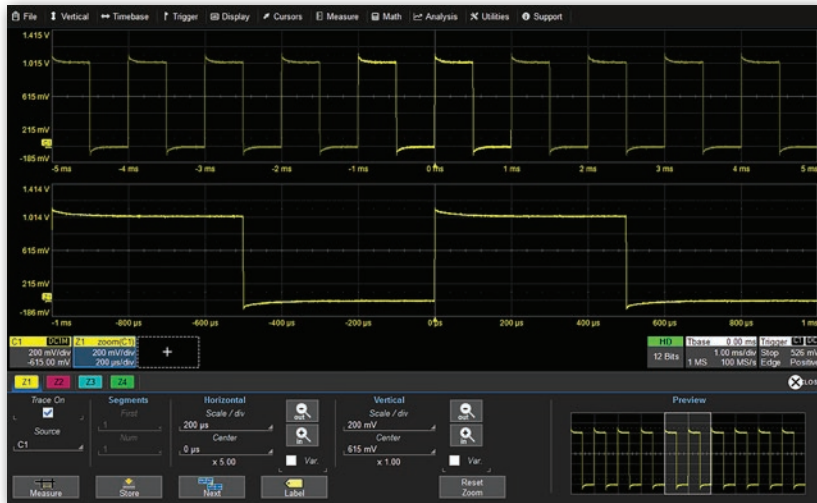 File Vertical Timebase Trigger Display Cursors Measure Math Analysis Utilities Support
1.415 V
1.015 V
615 mV
215 mV
C1
-185 mV
-5 ms -4 ms -3 ms -2 ms -1 ms 0 ms 1 ms 2 ms 3 ms 4 ms 5 ms
1.414 V
1.014 V
615 mV
215 mV
-186 mV
-1 ms -800 µs -600 µs -400 µs -200 µs 0 µs 200 µs 400 µs 600 µs 800 µs 1 ms
C1 DC1M Z1 zoom(C1) HD Tbase 0.00 ms Trigger C1 DC
200 mV/div 200 mV/div + 12 Bits 1.00 ms/div Stop 526 mV
-615.00 mV 200 µs/div 1 MS 100 MS/s Edge Positive
Z1 Z2 Z3 Z4
Trace On Segments Horizontal Vertical Preview
First Scale / div out Scale / div out
Source 1 200 µs 200 mV
C1 Num Center in Center in
1 0 µs 615 mV
x 5.00 Var. x 1.00 Var.
Measure Store Next Label Reset Zoom